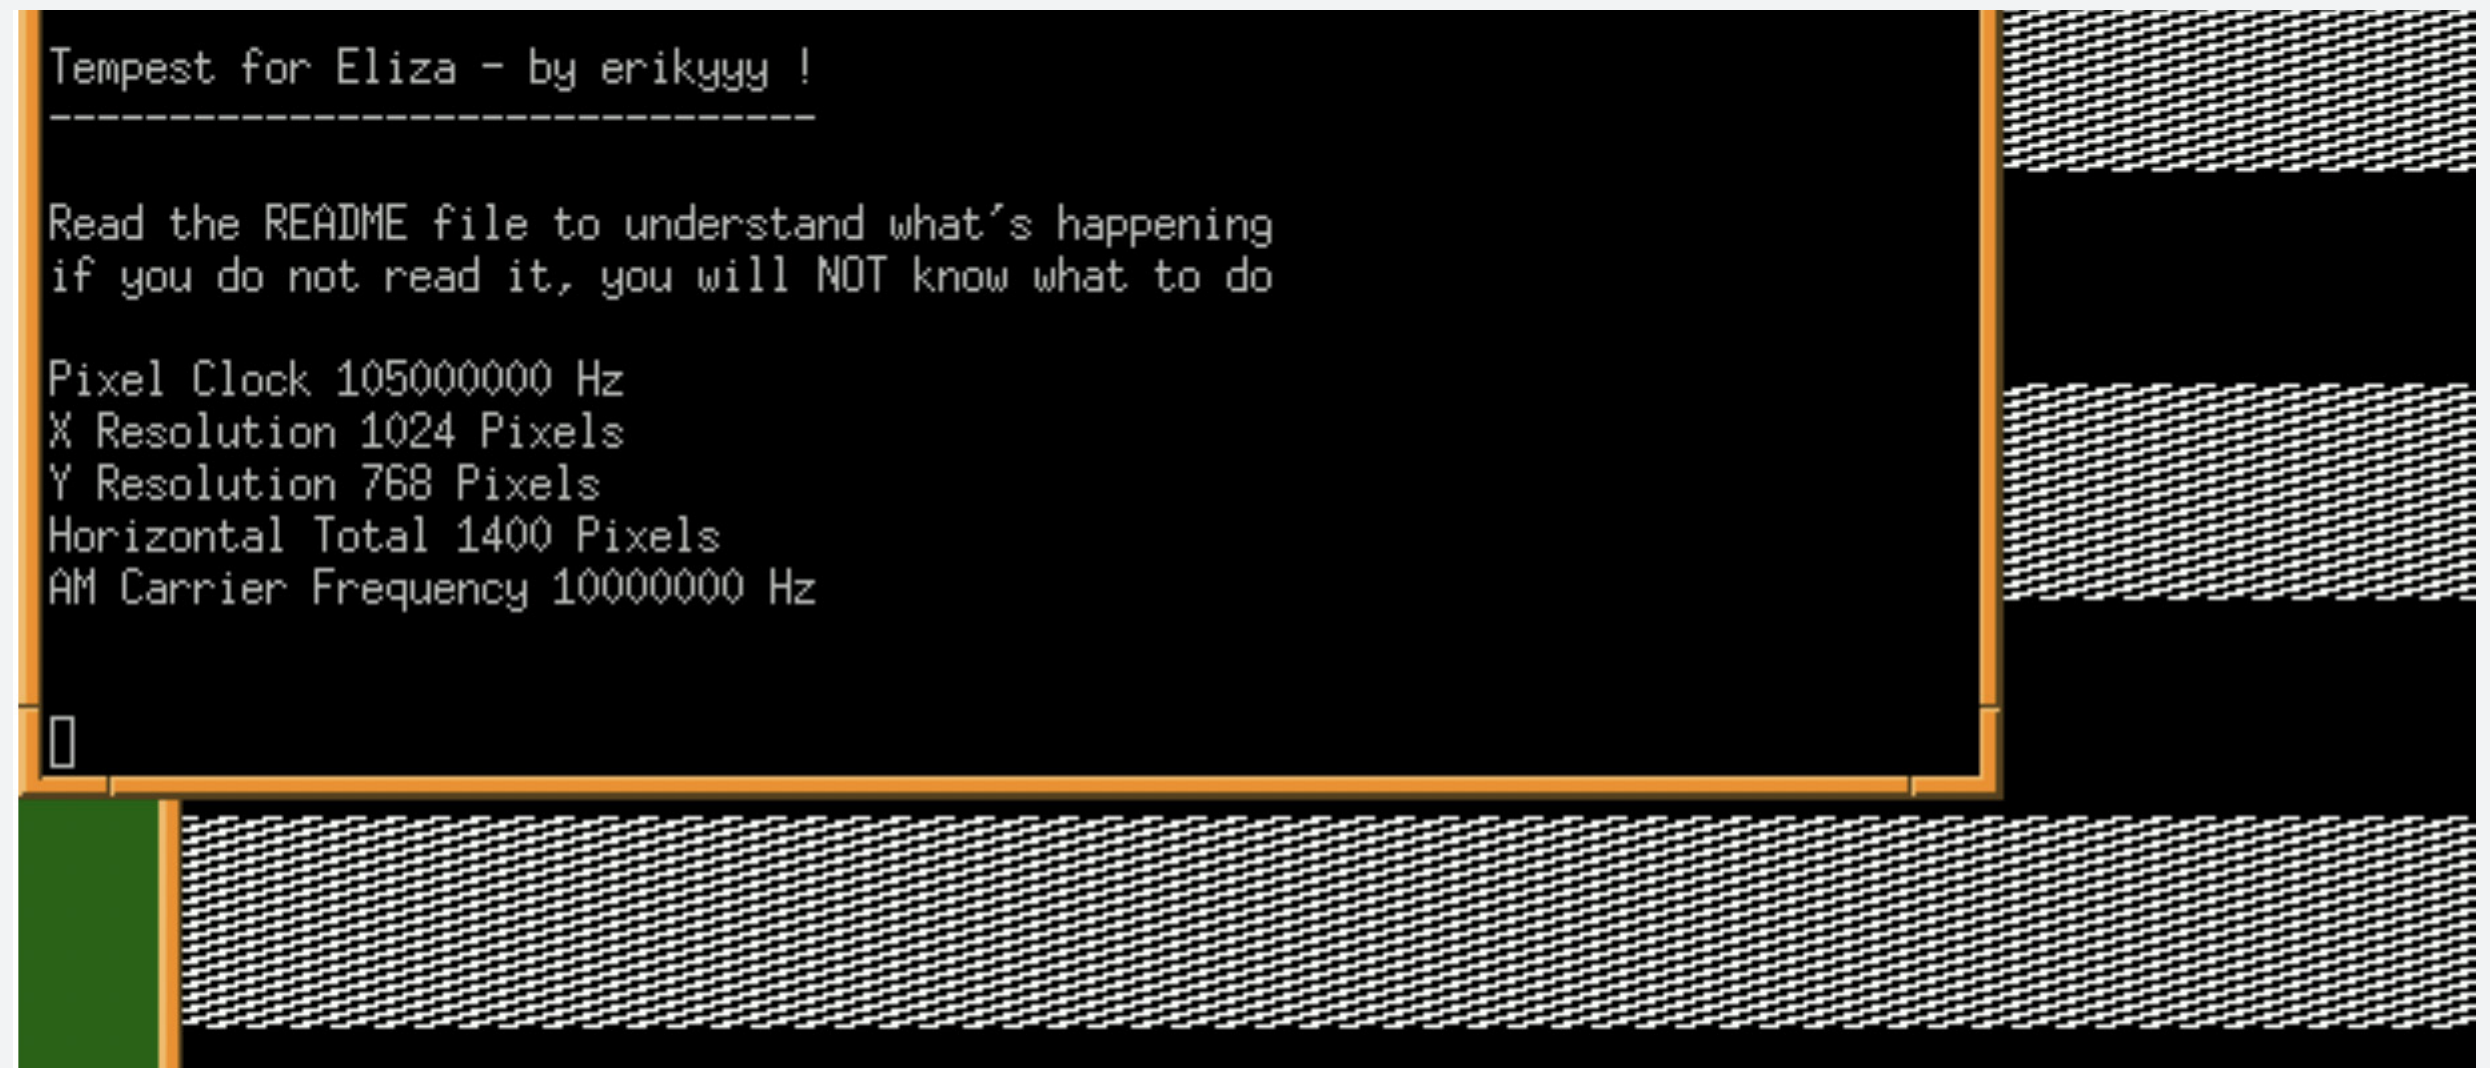 Tempest for Eliza - by erikyyy !
--------------------------------
Read the README file to understand what's happening
if you do not read it, you will NOT know what to do
Pixel Clock 105000000 Hz
X Resolution 1024 Pixels
Y Resolution 768 Pixels
Horizontal Total 1400 Pixels
AM Carrier Frequency 10000000 Hz